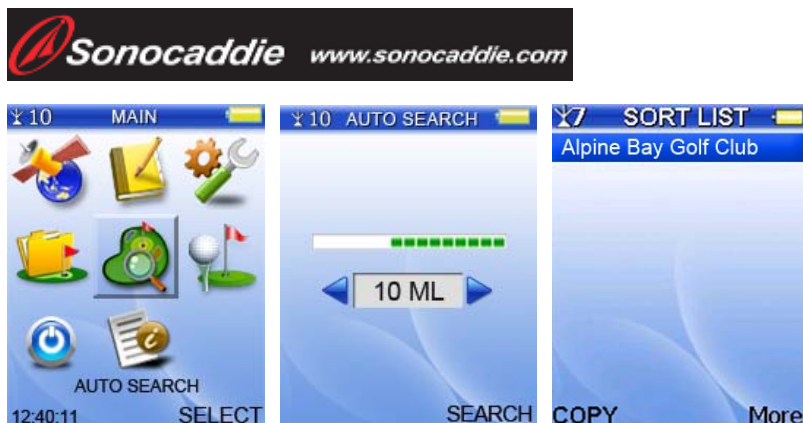 Sonocaddie www.sonocaddie.com
10 MAIN
AUTO SEARCH
12:40:11 SELECT
10 AUTO SEARCH
10 ML
SEARCH
7 SORT LIST
Alpine Bay Golf Club
COPY More